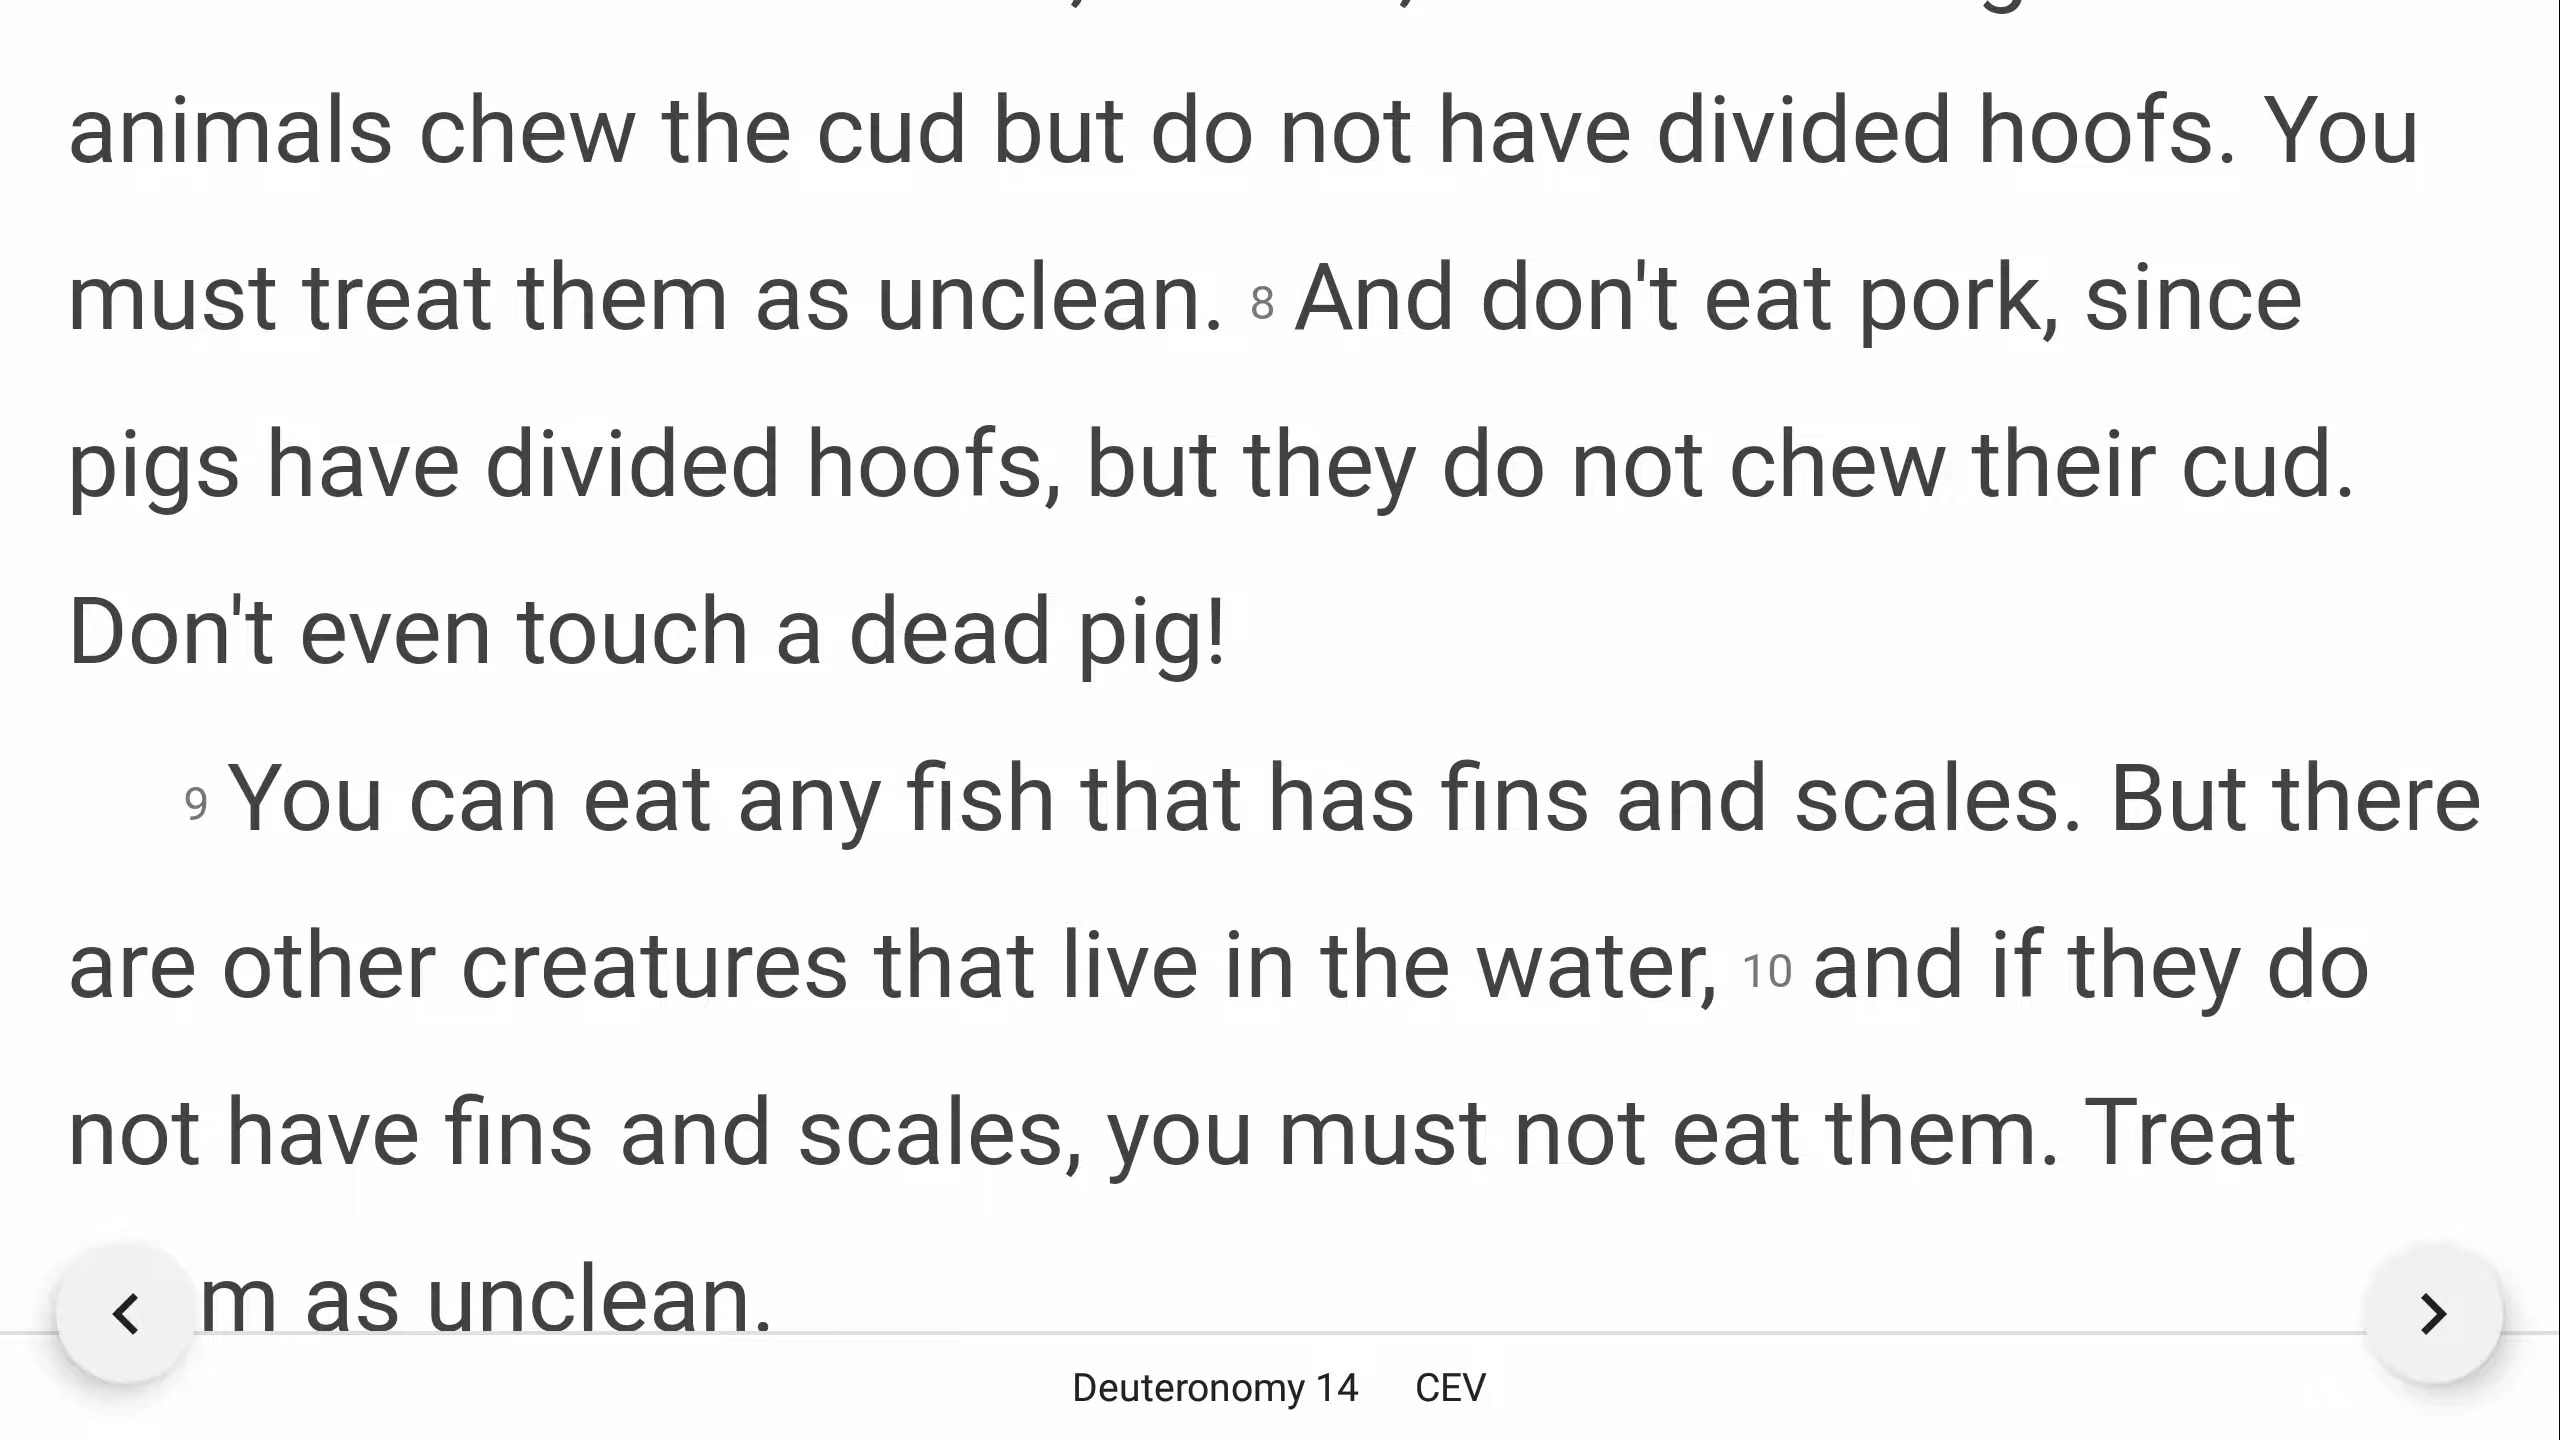 animals chew the cud but do not have divided hoofs. You
must treat them as unclean. 8 And don't eat pork, since
pigs have divided hoofs, but they do not chew their cud.
Don't even touch a dead pig!
9 You can eat any fish that has fins and scales. But there
are other creatures that live in the water, 10 and if they do
not have fins and scales, you must not eat them. Treat
m as unclean.
Deuteronomy 14 CEV